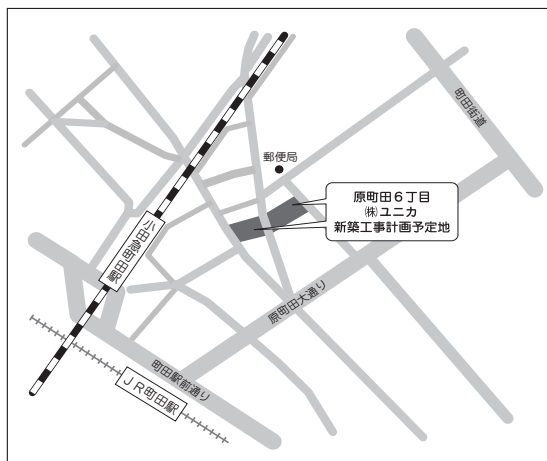 町田街道
郵便局
原町田６丁目
㈱ユニカ
新築工事計画予定地
小田急町田駅
原町田大通り
町田駅前通り
ＪＲ町田駅